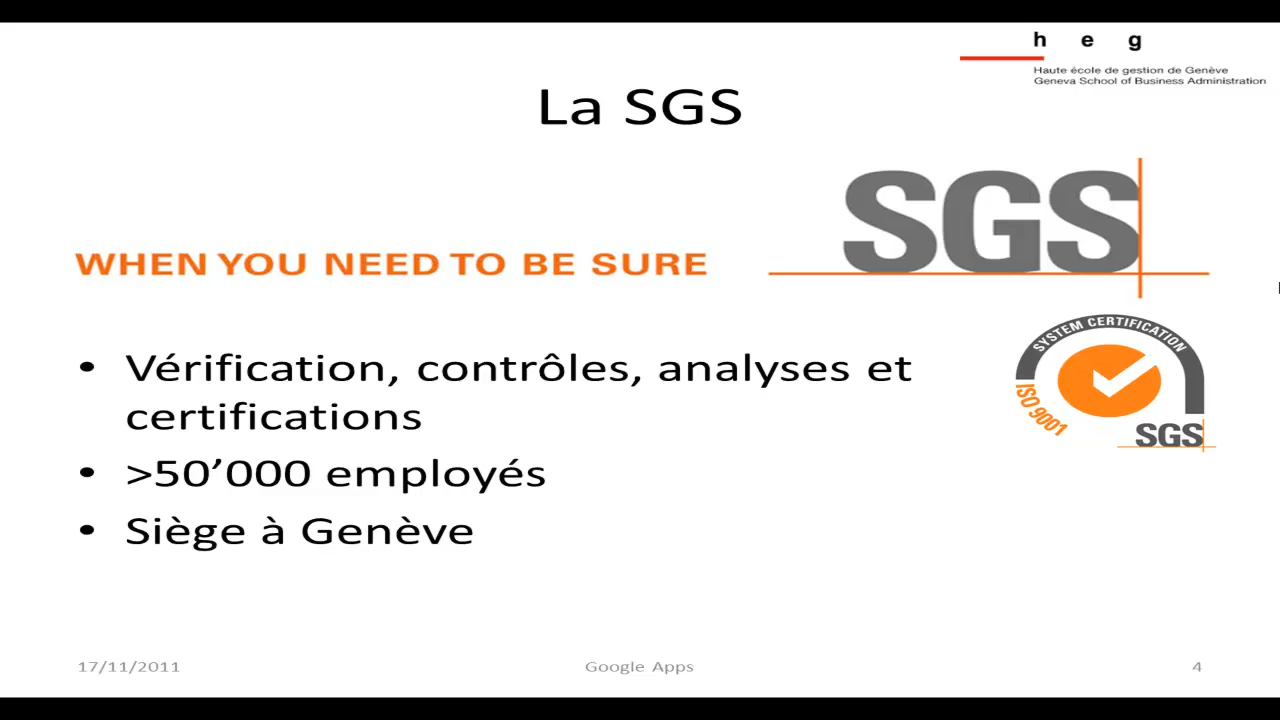 h e g
Haute école de gestion de Genève
Geneva School of Business Administration
La SGS
SGS
WHEN YOU NEED TO BE SURE
SYSTEM CERTIFICATION
ISO 9001
SGS
• Vérification, contrôles, analyses et
certifications
• >50’000 employés
• Siège à Genève
17/11/2011
Google Apps
4